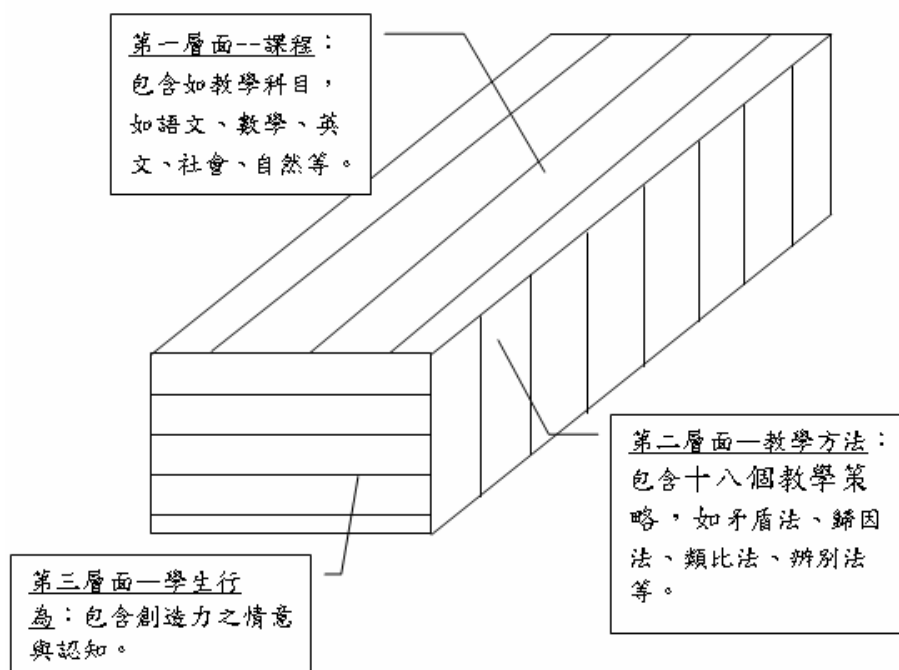 第一層面--課程：
包含如教學科目，
如語文、數學、英
文、社會、自然等。
第二層面—教學方法：
包含十八個教學策
略，如矛盾法、歸因
法、類比法、辨別法
等。
第三層面—學生行
為：包含創造力之情意
與認知。